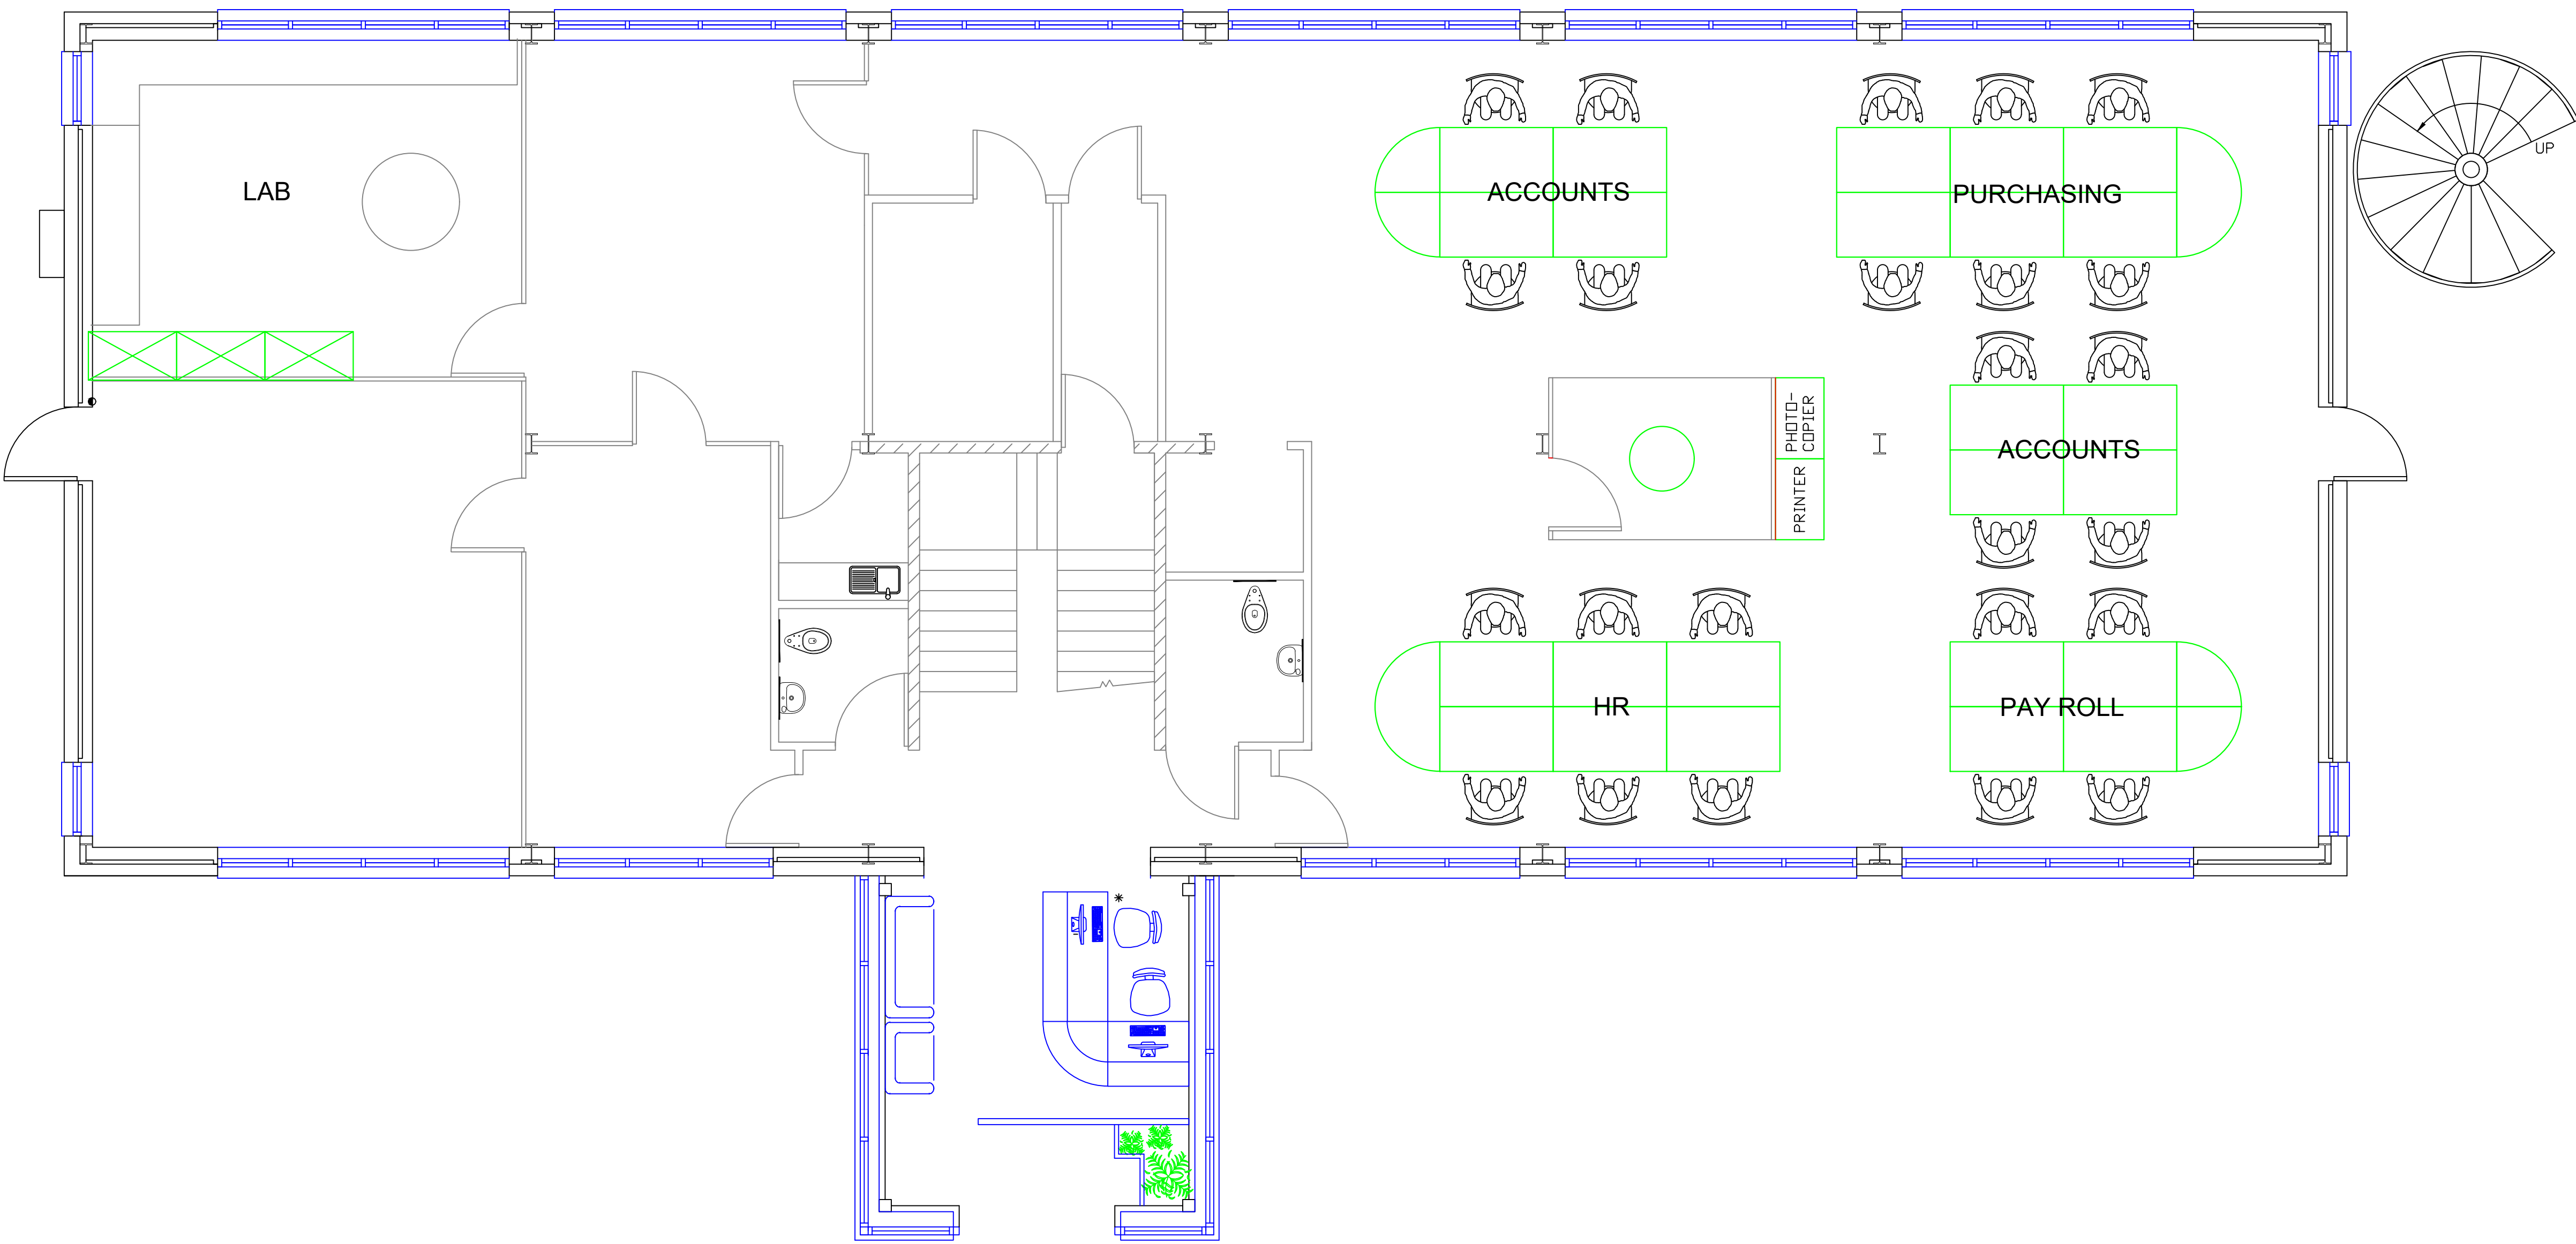 LAB
ACCOUNTS
PURCHASING
UP
PHOTO-
COPIER
PRINTER
ACCOUNTS
HR
PAY ROLL